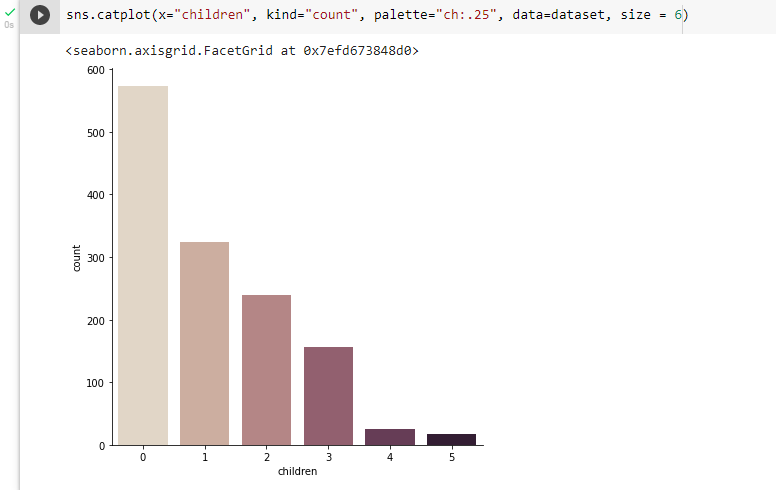 sns.catplot(x="children", kind="count", palette="ch:.25", data=dataset, size = 6)
0s
<seaborn.axisgrid.FacetGrid at 0x7efd673848d0>
600
500
400
300
200
100
0
count
0 1 2 3 4 5
children